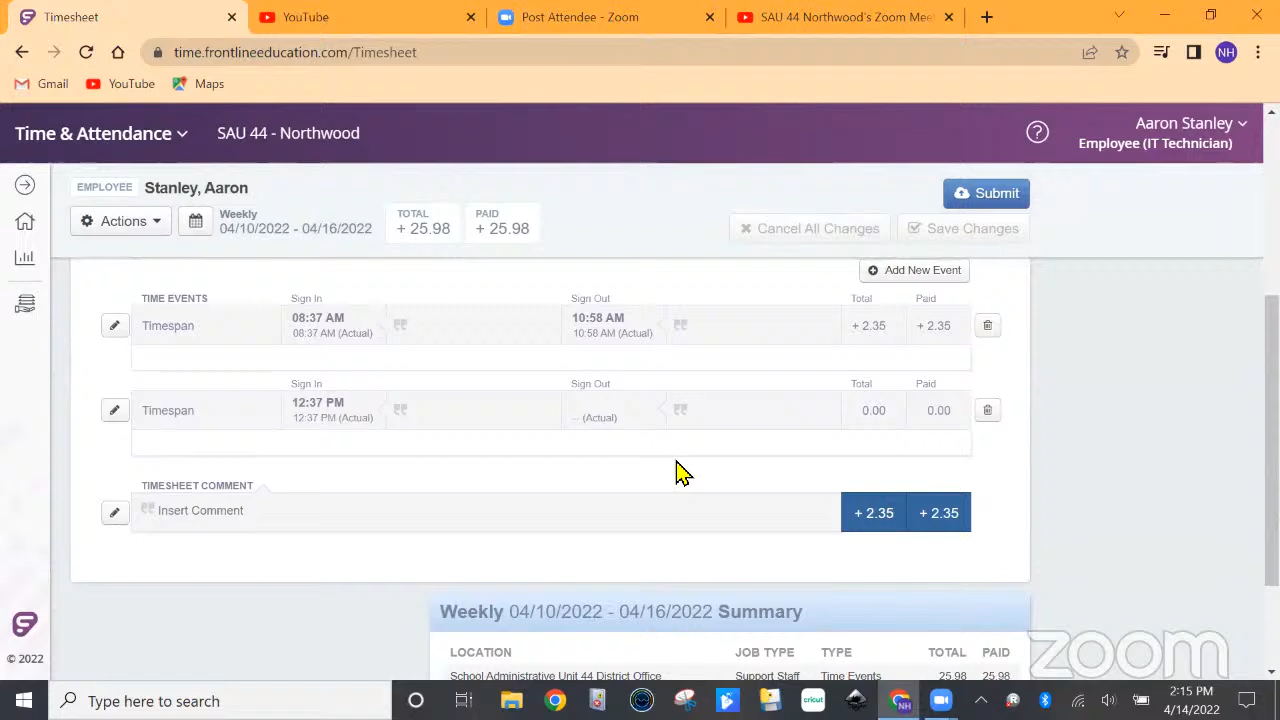 Timesheet
YouTube
Post Attendee - Zoom
SAU 44 Northwood's Zoom Mee
time.frontlineeducation.com/Timesheet
NH
Gmail
YouTube
Maps
Time & Attendance
SAU 44 - Northwood
Aaron Stanley
Employee (IT Technician)
EMPLOYEE
Stanley, Aaron
Submit
Actions
Weekly
04/10/2022 - 04/16/2022
TOTAL
+ 25.98
PAID
+ 25.98
Cancel All Changes
Save Changes
Add New Event
TIME EVENTS
Sign In
Sign Out
Total
Paid
Timespan
08:37 AM
08:37 AM (Actual)
10:58 AM
10:58 AM (Actual)
+ 2.35
+ 2.35
Sign In
Sign Out
Total
Paid
Timespan
12:37 PM
12:37 PM (Actual)
-- (Actual)
0.00
0.00
TIMESHEET COMMENT
Insert Comment
+ 2.35
+ 2.35
Weekly 04/10/2022 - 04/16/2022 Summary
LOCATION
JOB TYPE
TYPE
TOTAL
PAID
School Administrative Unit 44 District Office
Support Staff
Time Events
25.98
25.98
© 2022
zoom
Type here to search
cricut
NH
2:15 PM
4/14/2022